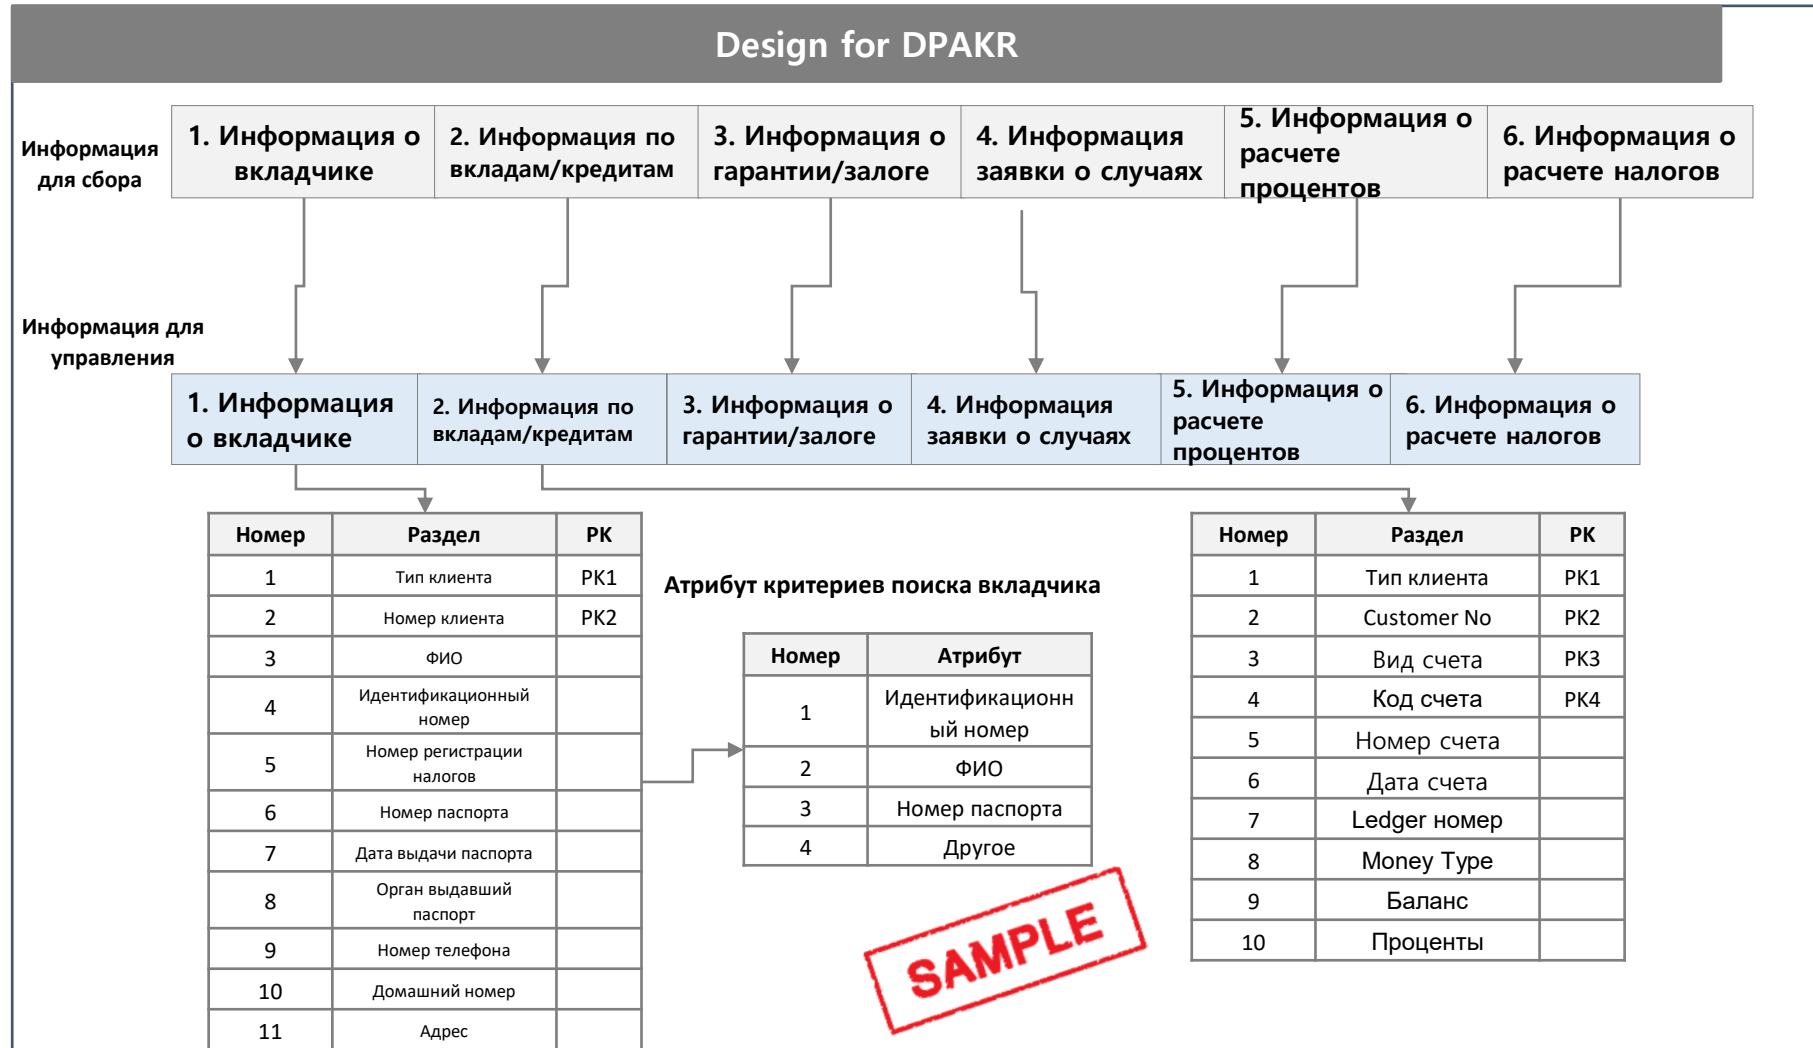 Design for DPAKR
Информация
для сбора
1. Информация о
вкладчике
2. Информация по
вкладам/кредитам
3. Информация о
гарантии/залоге
4. Информация
заявки о случаях
5. Информация о
расчете
процентов
6. Информация о
расчете налогов
Информация для
управления
1. Информация
о вкладчике
2. Информация по
вкладам/кредитам
3. Информация о
гарантии/залоге
4. Информация
заявки о случаях
5. Информация о
расчете
процентов
6. Информация о
расчете налогов
Номер Раздел PK
1 Тип клиента PK1
2 Номер клиента PK2
3 ФИО
4 Идентификационный
номер
5 Номер регистрации
налогов
6 Номер паспорта
7 Дата выдачи паспорта
8 Орган выдавший
паспорт
9 Номер телефона
10 Домашний номер
11 Адрес
Атрибут критериев поиска вкладчика
Номер Атрибут
1 Идентификационн
ый номер
2 ФИО
3 Номер паспорта
4 Другое
SAMPLE
Номер Раздел PK
1 Тип клиента PK1
2 Customer No PK2
3 Вид счета PK3
4 Код счета PK4
5 Номер счета
6 Дата счета
7 Ledger номер
8 Money Type
9 Баланс
10 Проценты